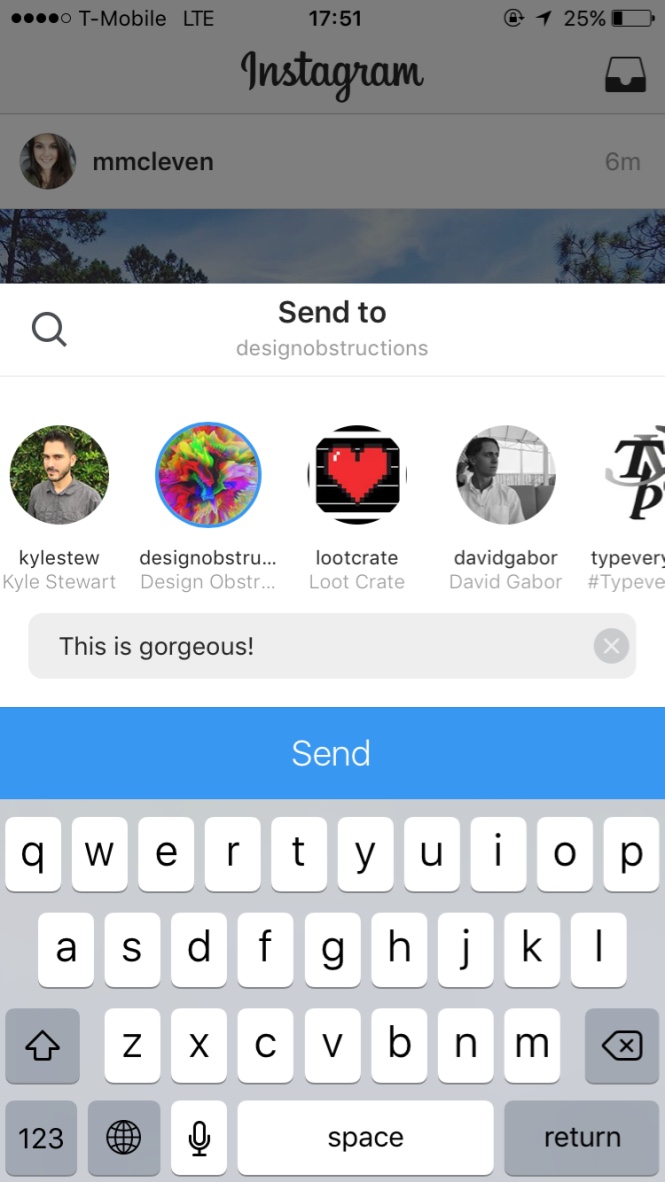 T-Mobile LTE 17:51 25%
Instagram
mmcleven 6m
Send to
designobstructions
kylestew designobstru... lootcrate davidgabor typevery
Kyle Stewart Design Obstr... Loot Crate David Gabor #Typeve
This is gorgeous!
Send
q w e r t y u i o p
a s d f g h j k l
z x c v b n m
123 space return